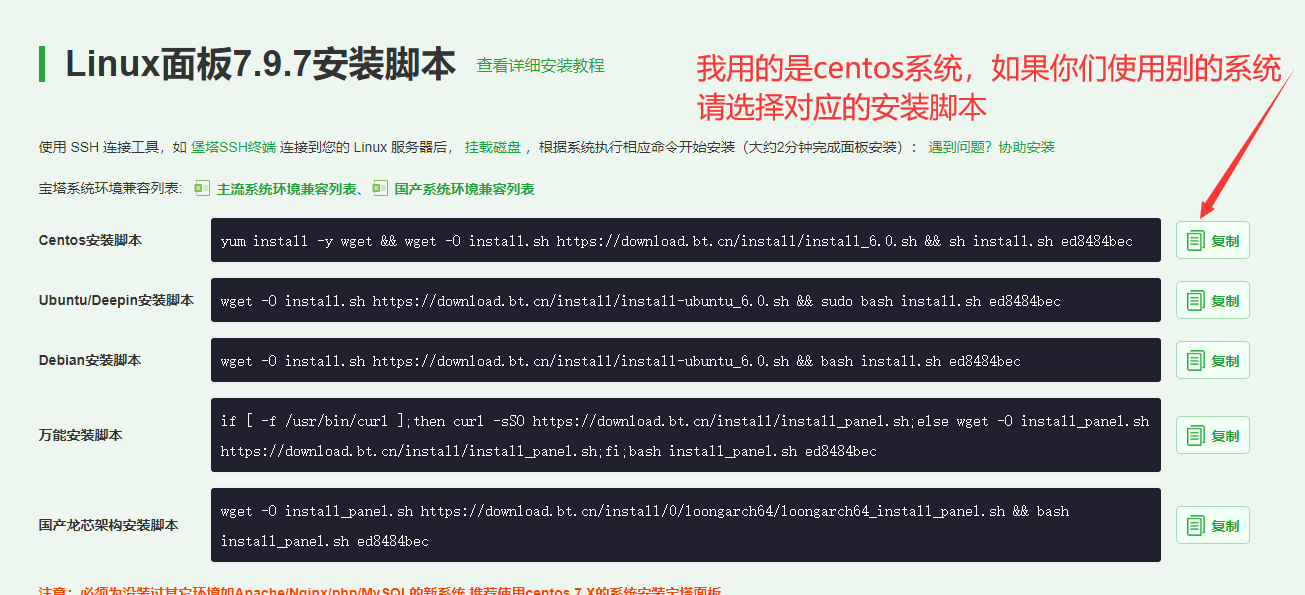 Linux面板7.9.7安装脚本 查看详细安装教程
我用的是centos系统，如果你们使用别的系统
请选择对应的安装脚本
使用 SSH 连接工具，如 堡塔SSH终端 连接到您的 Linux 服务器后， 挂载磁盘 ，根据系统执行相应命令开始安装（大约2分钟完成面板安装）： 遇到问题？协助安装
宝塔系统环境兼容列表: 主流系统环境兼容列表、 国产系统环境兼容列表
Centos安装脚本 yum install -y wget && wget -O install.sh https://download.bt.cn/install/install_6.0.sh && sh install.sh ed8484bec 复制
Ubuntu/Deepin安装脚本 wget -O install.sh https://download.bt.cn/install/install-ubuntu_6.0.sh && sudo bash install.sh ed8484bec 复制
Debian安装脚本 wget -O install.sh https://download.bt.cn/install/install-ubuntu_6.0.sh && bash install.sh ed8484bec 复制
万能安装脚本 if [ -f /usr/bin/curl ];then curl -sSO https://download.bt.cn/install/install_panel.sh;else wget -O install_panel.sh
https://download.bt.cn/install/install_panel.sh;fi;bash install_panel.sh ed8484bec 复制
国产龙芯架构安装脚本 wget -O install_panel.sh https://download.bt.cn/install/0/loongarch64/loongarch64_install_panel.sh && bash
install_panel.sh ed8484bec 复制
注意：必须为没装过其它环境如Apache/Nginx/php/MySQL的新系统,推荐使用centos 7.X的系统安装宝塔面板